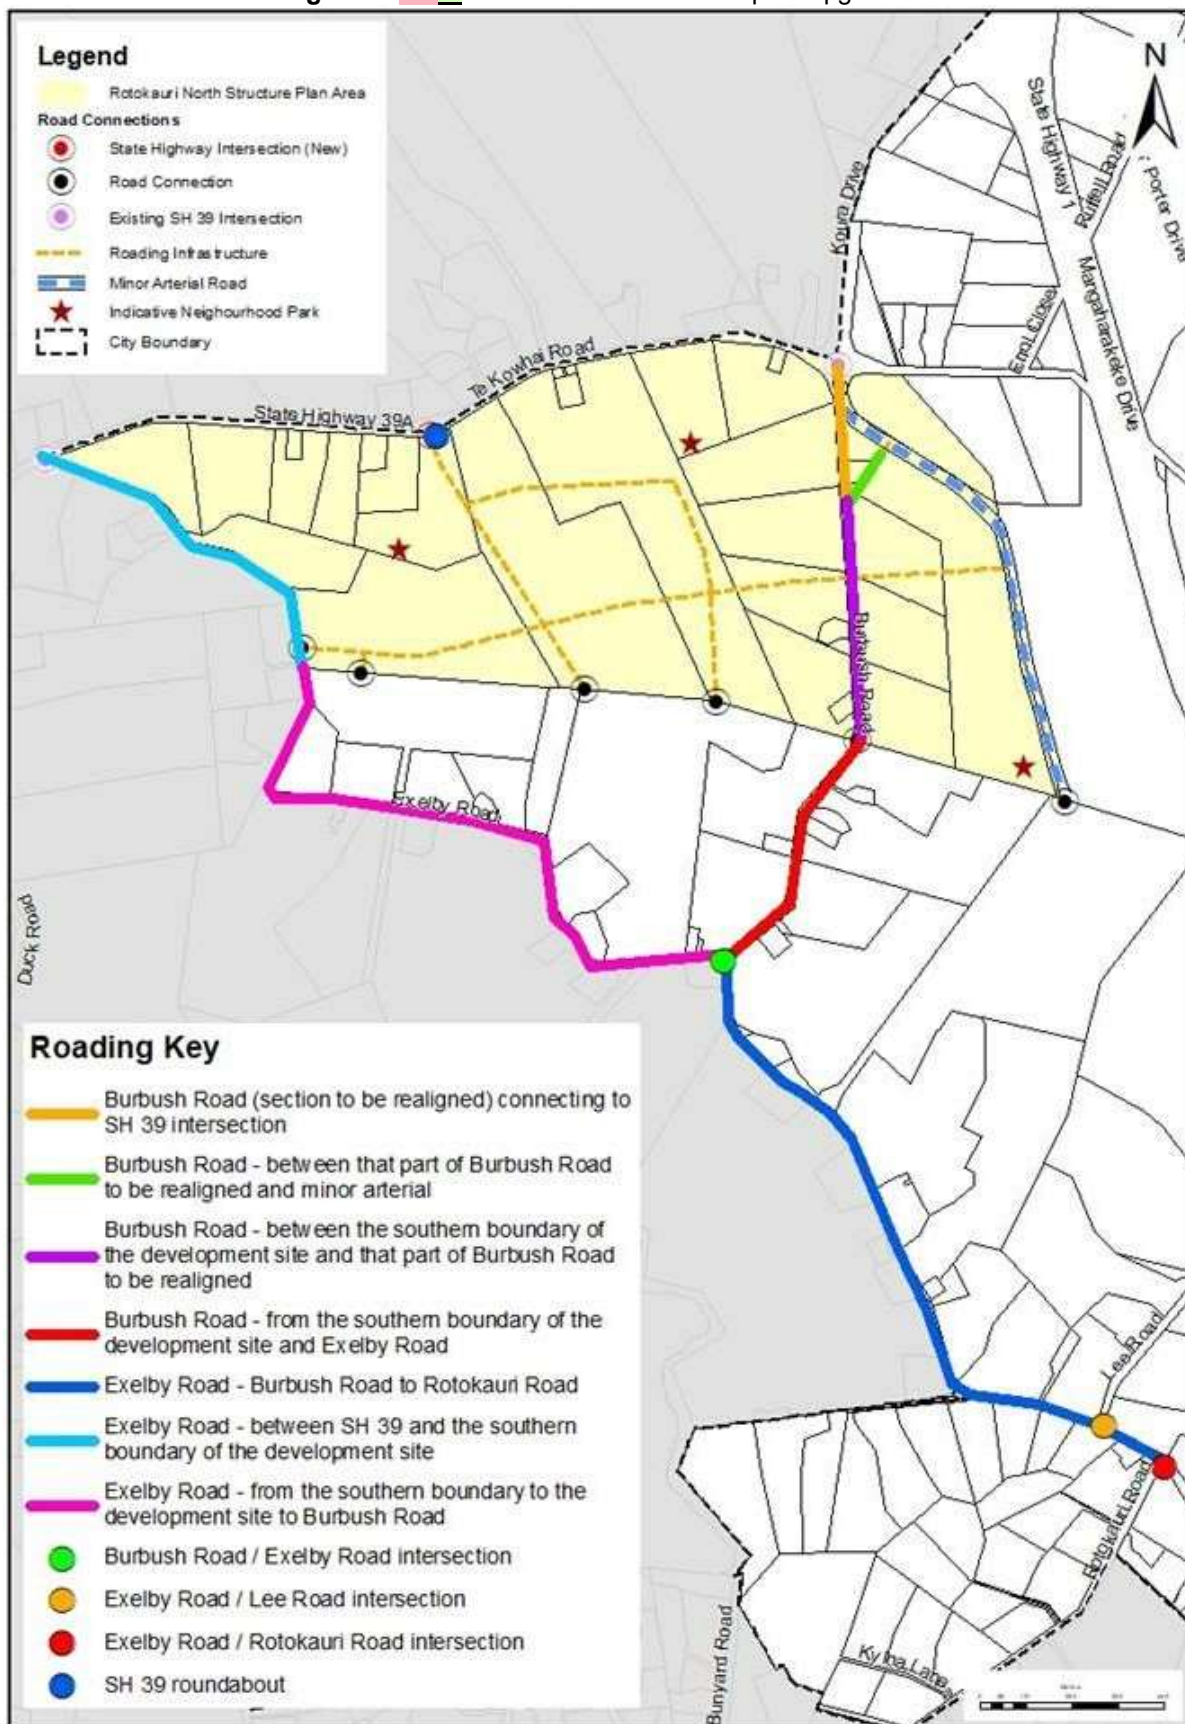 Legend
Rotokauri North Structure Plan Area
Road Connections
State Highway Intersection (New)
Road Connection
Existing SH 39 Intersection
Roading Infrastructure
Minor Arterial Road
Indicative Neighourhood Park
City Boundary
N
State Highway 1
Ruffell Road
Porter Drive
Koura Drive
Mangaharakeke Drive
Errol Close
Te Kowhai Road
State Highway 39A
Burbush Road
Exelby Road
Duck Road
Roading Key
Burbush Road (section to be realigned) connecting to
SH 39 intersection
Burbush Road - between that part of Burbush Road
to be realigned and minor arterial
Burbush Road - between the southern boundary of
the development site and that part of Burbush Road
to be realigned
Burbush Road - from the southern boundary of the
development site and Exelby Road
Exelby Road - Burbush Road to Rotokauri Road
Exelby Road - between SH 39 and the southern
boundary of the development site
Exelby Road - from the southern boundary to the
development site to Burbush Road
Burbush Road / Exelby Road intersection
Exelby Road / Lee Road intersection
Exelby Road / Rotokauri Road intersection
SH 39 roundabout
Lee Road
Rotokauri Road
Bunyard Road